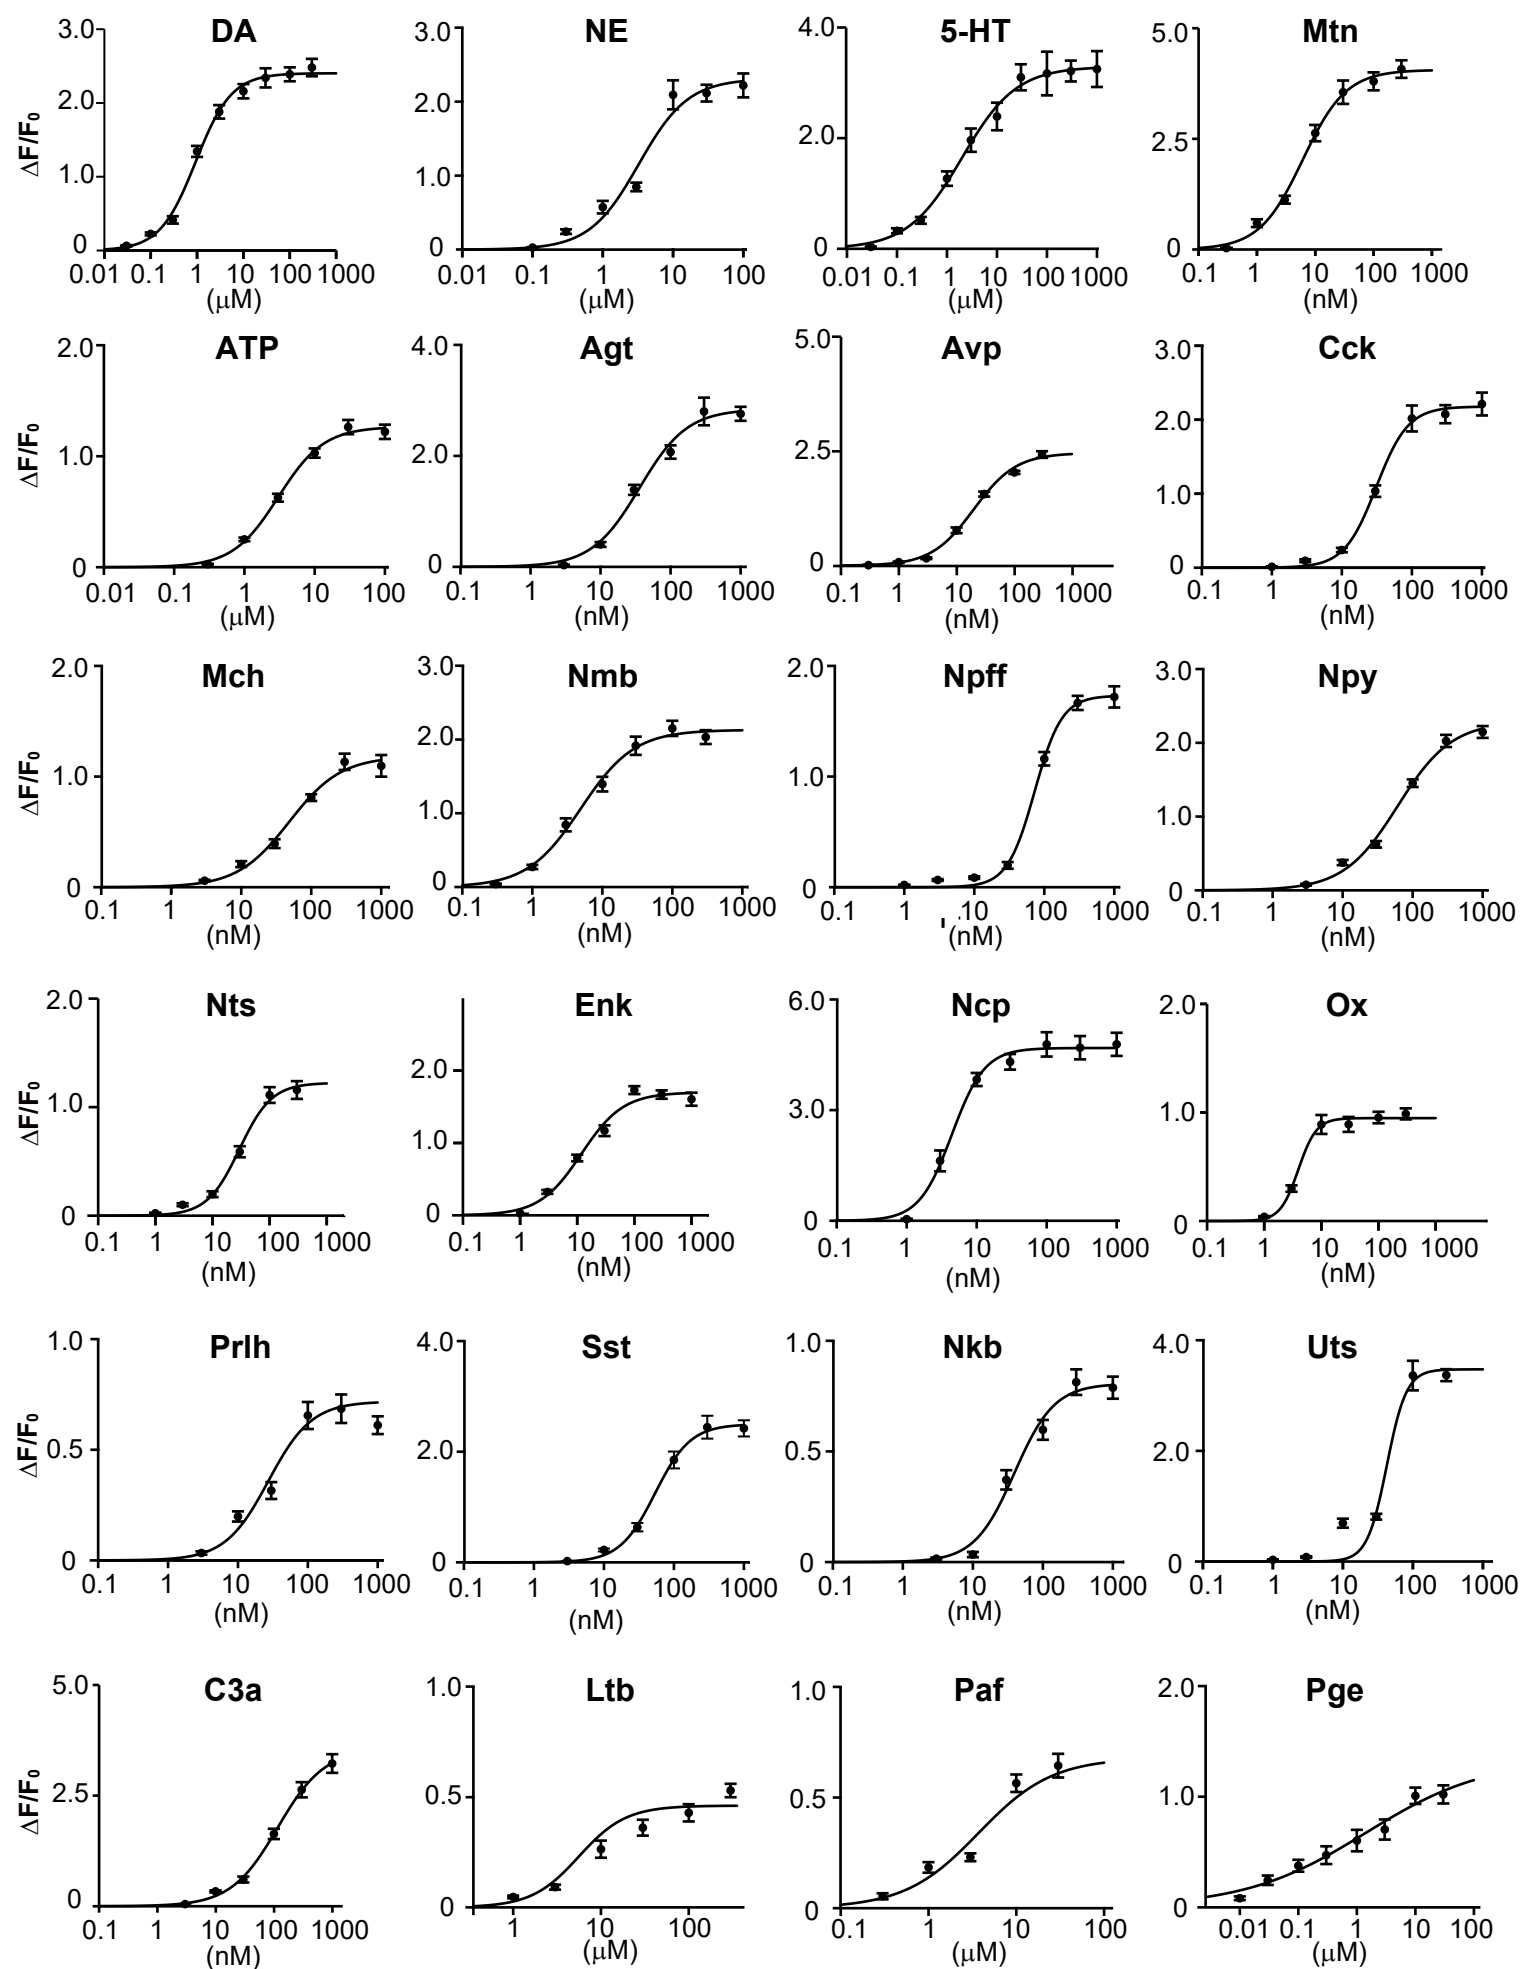 DA NE 5-HT Mtn
3.0 3.0 4.0 5.0
2.0 2.0 2.0 2.5
1.0 1.0
0 0 0 0
ΔF/F₀
0.01 0.1 1 10 100 1000 0.01 0.1 1 10 100 0.01 0.1 1 10 100 1000 0.1 1 10 100 1000
(μM) (μM) (μM) (nM)
ATP Agt Avp Cck
2.0 4.0 5.0 3.0
1.0 2.0 2.5 2.0
1.0
0 0 0 0
ΔF/F₀
0.01 0.1 1 10 100 0.1 1 10 100 1000 0.1 1 10 100 1000 0.1 1 10 100 1000
(μM) (nM) (nM) (nM)
Mch Nmb Npff Npy
2.0 3.0 2.0 3.0
1.0 2.0 1.0 2.0
1.0 1.0
0 0 0 0
ΔF/F₀
0.1 1 10 100 1000 0.1 1 10 100 1000 0.1 1 10 100 1000 0.1 1 10 100 1000
(nM) (nM) (nM) (nM)
Nts Enk Ncp Ox
2.0 2.0 6.0 2.0
1.0 1.0 3.0 1.0
0 0 0 0
ΔF/F₀
0.1 1 10 100 1000 0.1 1 10 100 1000 0.1 1 10 100 1000 0.1 1 10 100 1000
(nM) (nM) (nM) (nM)
Prlh Sst Nkb Uts
1.0 4.0 1.0 4.0
0.5 2.0 0.5 2.0
0 0 0 0
ΔF/F₀
0.1 1 10 100 1000 0.1 1 10 100 1000 0.1 1 10 100 1000 0.1 1 10 100 1000
(nM) (nM) (nM) (nM)
C3a Ltb Paf Pge
5.0 1.0 1.0 2.0
2.5 0.5 0.5 1.0
0 0 0 0
ΔF/F₀
0.1 1 10 100 1000 1 10 100 0.1 1 10 100 0.01 0.1 1 10 100
(nM) (μM) (μM) (μM)